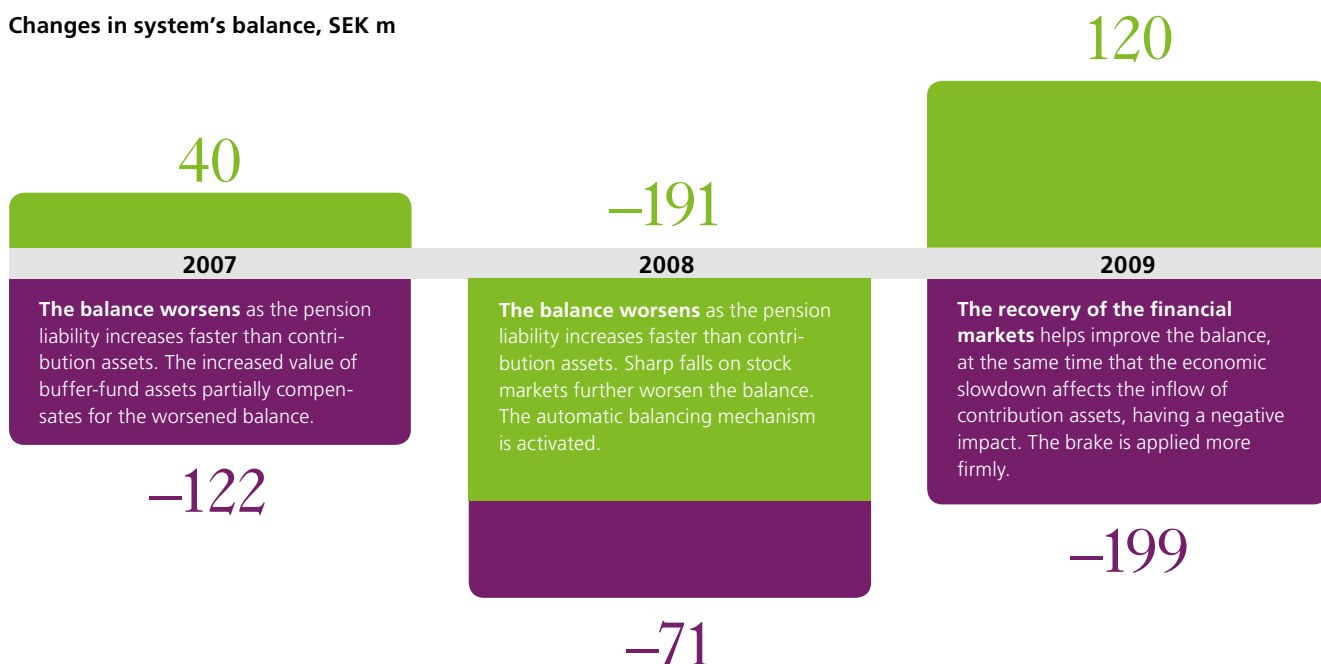 Changes in system’s balance, SEK m
40
2007
The balance worsens as the pension
liability increases faster than contri-
bution assets. The increased value of
buffer-fund assets partially compen-
sates for the worsened balance.
–122
–191
2008
The balance worsens as the pension
liability increases faster than contri-
bution assets. Sharp falls on stock
markets further worsen the balance.
The automatic balancing mechanism
is activated.
–71
120
2009
The recovery of the financial
markets helps improve the balance,
at the same time that the economic
slowdown affects the inflow of
contribution assets, having a negative
impact. The brake is applied more
firmly.
–199